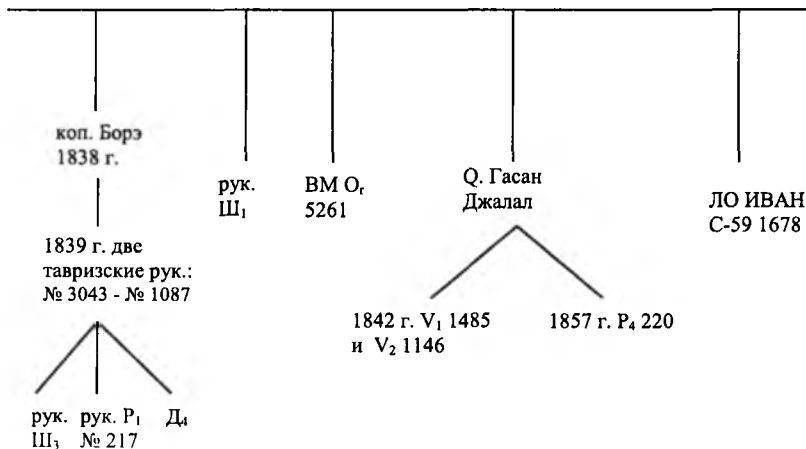 коп. Борэ
1838 г.
рук.
Ш₁
ВМ Oᵣ
5261
Q. Гасан
Джалал
ЛО ИВАН
С-59 1678
1839 г. две
тавризские рук.:
№ 3043 - № 1087
1842 г. V₁ 1485
и V₂ 1146
1857 г. P₄ 220
рук.
Ш₃
рук. P₁
№ 217
Д₄